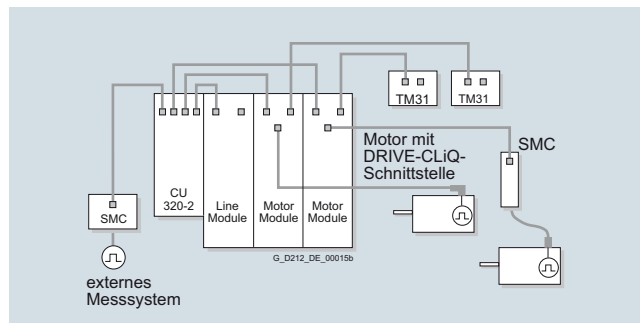 TM31
TM31
Motor mit
DRIVE-CLiQ-
Schnittstelle
SMC
CU
320-2
Line
Module
Motor
Module
Motor
Module
SMC
G_D212_DE_00015b
externes
Messsystem